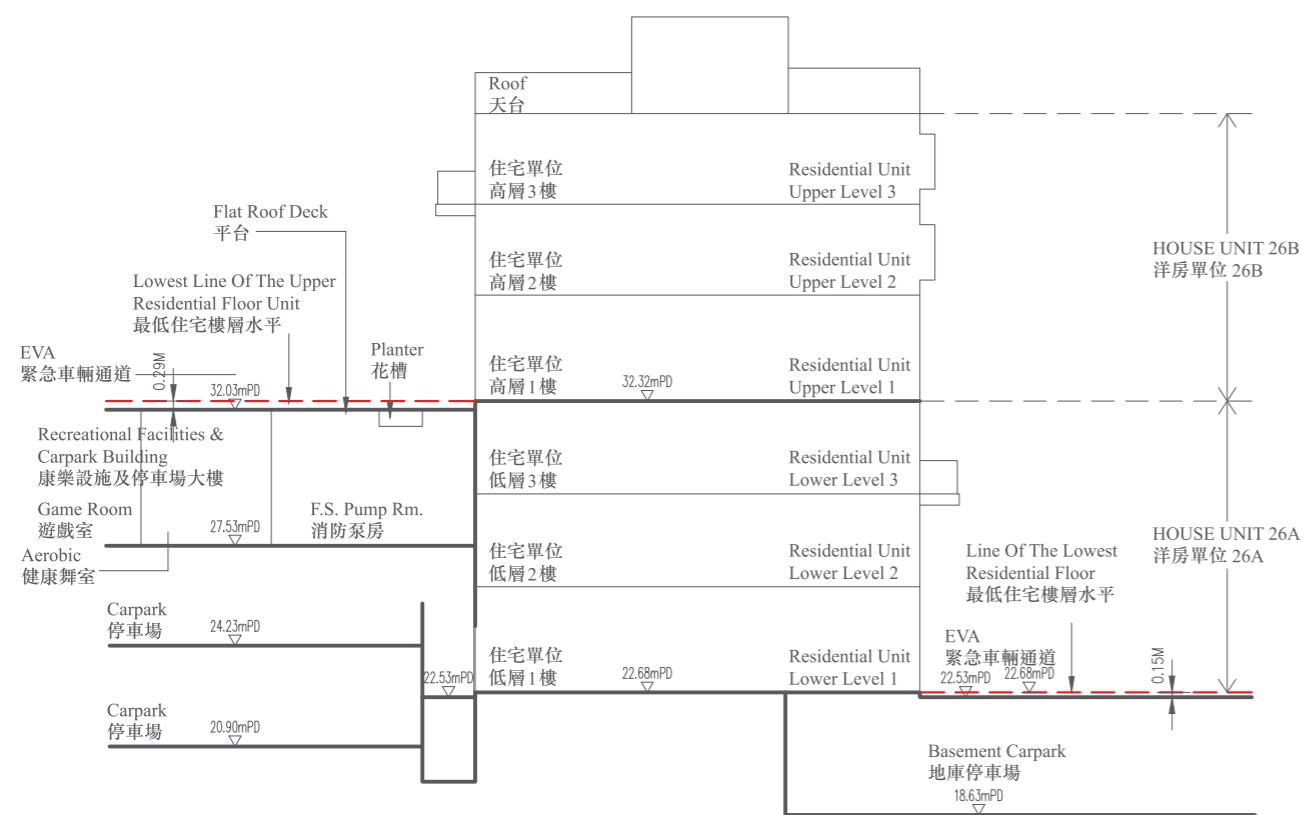 Roof
天台
住宅單位
高層3樓
Residential Unit
Upper Level 3
Flat Roof Deck
平台
HOUSE UNIT 26B
洋房單位 26B
住宅單位
高層2樓
Residential Unit
Upper Level 2
Lowest Line Of The Upper
Residential Floor Unit
最低住宅樓層水平
EVA
緊急車輛通道
0.29M
32.03mPD
Planter
花槽
住宅單位
高層1樓
32.32mPD
Residential Unit
Upper Level 1
Recreational Facilities &
Carpark Building
康樂設施及停車場大樓
住宅單位
低層3樓
Residential Unit
Lower Level 3
Game Room
遊戲室
27.53mPD
F.S. Pump Rm.
消防泵房
Aerobic
健康舞室
HOUSE UNIT 26A
洋房單位 26A
住宅單位
低層2樓
Residential Unit
Lower Level 2
Line Of The Lowest
Residential Floor
最低住宅樓層水平
Carpark
停車場
24.23mPD
22.53mPD
住宅單位
低層1樓
22.68mPD
Residential Unit
Lower Level 1
EVA
緊急車輛通道
22.53mPD
22.68mPD
0.15M
Carpark
停車場
20.90mPD
Basement Carpark
地庫停車場
18.63mPD